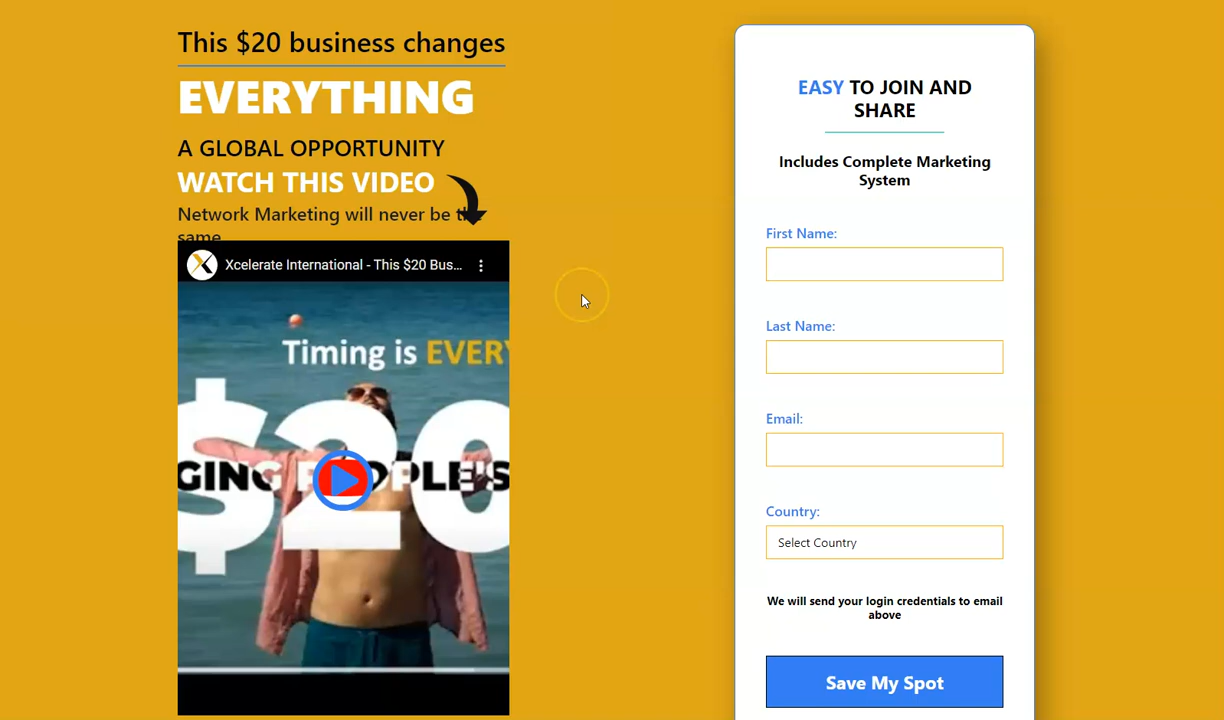 This $20 business changes
EVERYTHING
A GLOBAL OPPORTUNITY
WATCH THIS VIDEO
Network Marketing will never be the
same
Xcelerate International - This $20 Bus...
Timing is EVERY
$20
GING PEOPLE'S
EASY TO JOIN AND
SHARE
Includes Complete Marketing
System
First Name:
Last Name:
Email:
Country:
Select Country
We will send your login credentials to email
above
Save My Spot